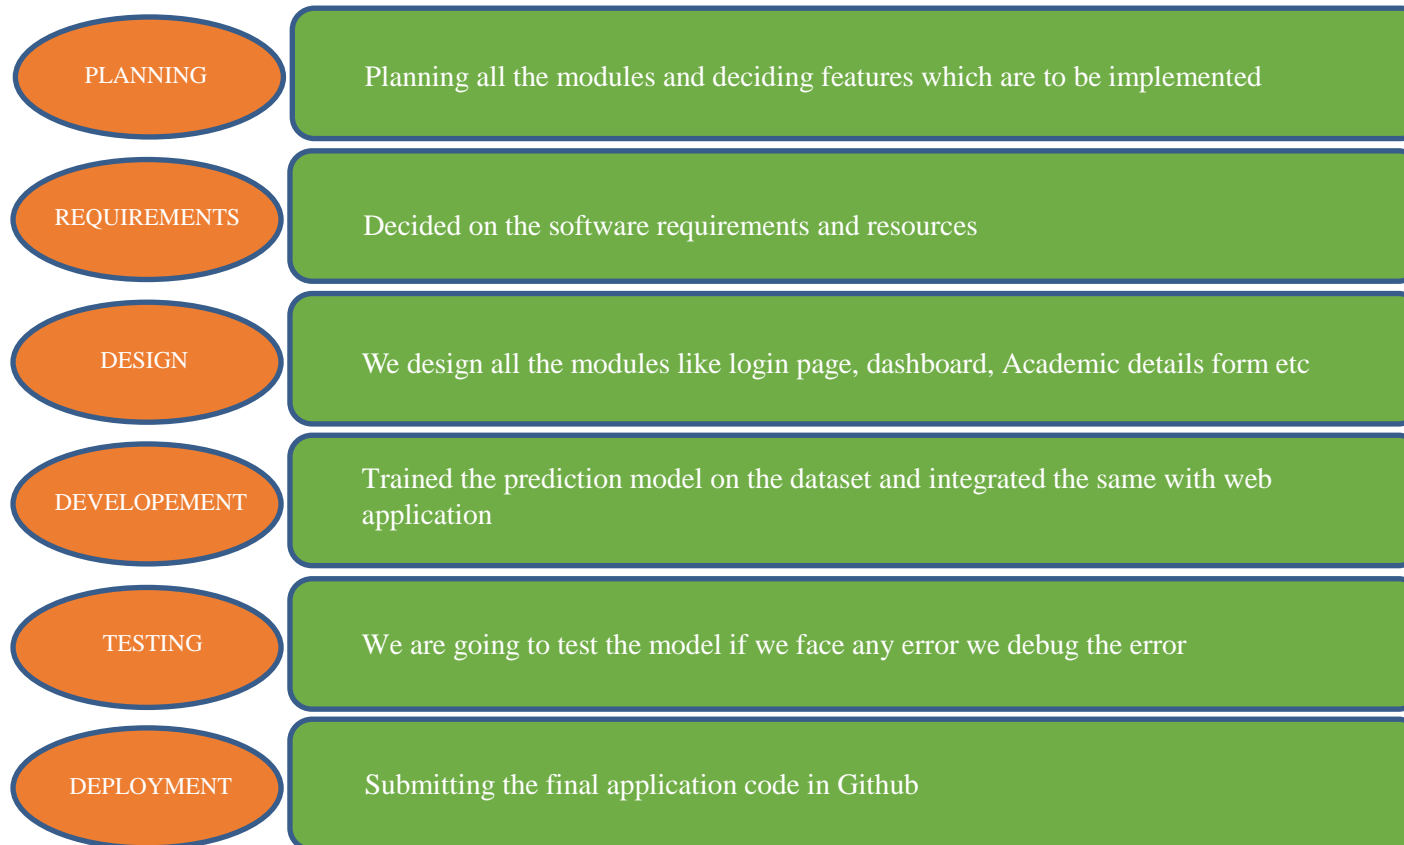 PLANNING
Planning all the modules and deciding features which are to be implemented
REQUIREMENTS
Decided on the software requirements and resources
DESIGN
We design all the modules like login page, dashboard, Academic details form etc
DEVELOPEMENT
Trained the prediction model on the dataset and integrated the same with web
application
TESTING
We are going to test the model if we face any error we debug the error
DEPLOYMENT
Submitting the final application code in Github